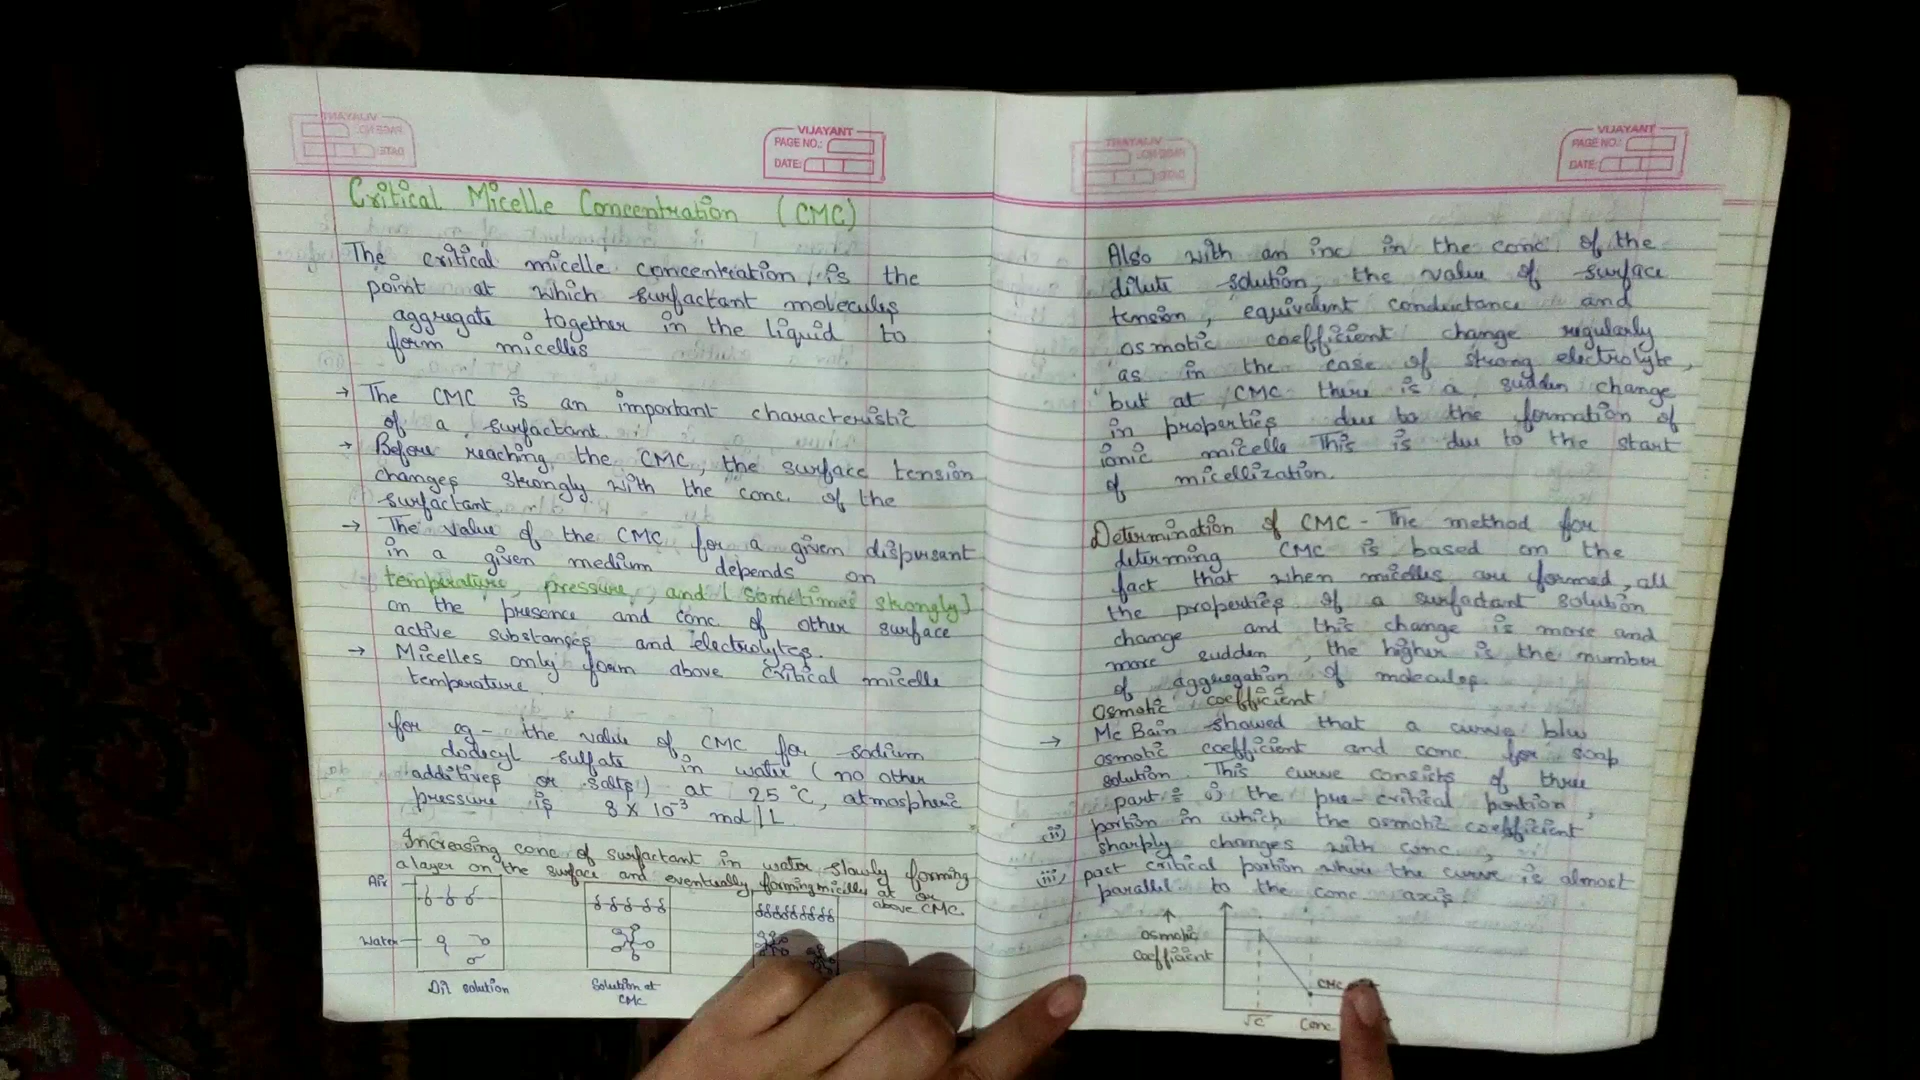 VIJAYANT
PAGE NO.:
DATE:
Critical Micelle Concentration (CMC)
The critical micelle concentration is the
point at which surfactant molecules
aggregate together in the liquid to
form micelles
→ The CMC is an important characteristic
of a surfactant.
→ Before reaching the CMC, the surface tension
changes strongly with the conc. of the
surfactant.
→ The value of the CMC for a given dispersant
in a given medium depends on
temperature, pressure, and (sometimes strongly)
on the presence and conc of other surface
active substances and electrolytes.
→ Micelles only form above critical micelle
temperature.
for eg - the value of CMC for sodium
dodecyl sulfate in water (no other
additives or salts) at 25°C, atmospheric
pressure is 8 × 10⁻³ mol/L
Increasing conc of surfactant in water slowly forming
a layer on the surface and eventually forming micelles at or
above CMC.
Air
Water
Dil solution
Solution at
CMC
VIJAYANT
PAGE NO.:
DATE:
Also with an inc in the conc of the
dilute solution, the value of surface
tension, equivalent conductance and
osmotic coefficient change regularly
as in the case of strong electrolyte,
but at CMC there is a sudden change
in properties due to the formation of
ionic micelle This is due to the start
of micellization.
Determination of CMC - The method for
determing CMC is based on the
fact that when micelles are formed, all
the properties of a surfactant solution
change and this change is more and
more sudden, the higher is the number
of aggregation of molecules.
Osmotic coefficient
→ Mc Bain showed that a curve b/w
osmotic coefficient and conc for soap
solution. This curve consists of three
part :- i) the pre-critical portion,
(ii) portion in which the osmotic coefficient
sharply changes with conc,
(iii) post critical portion where the curve is almost
parallel to the conc axis.
↑
osmotic
coefficient
CMC
√c Conc